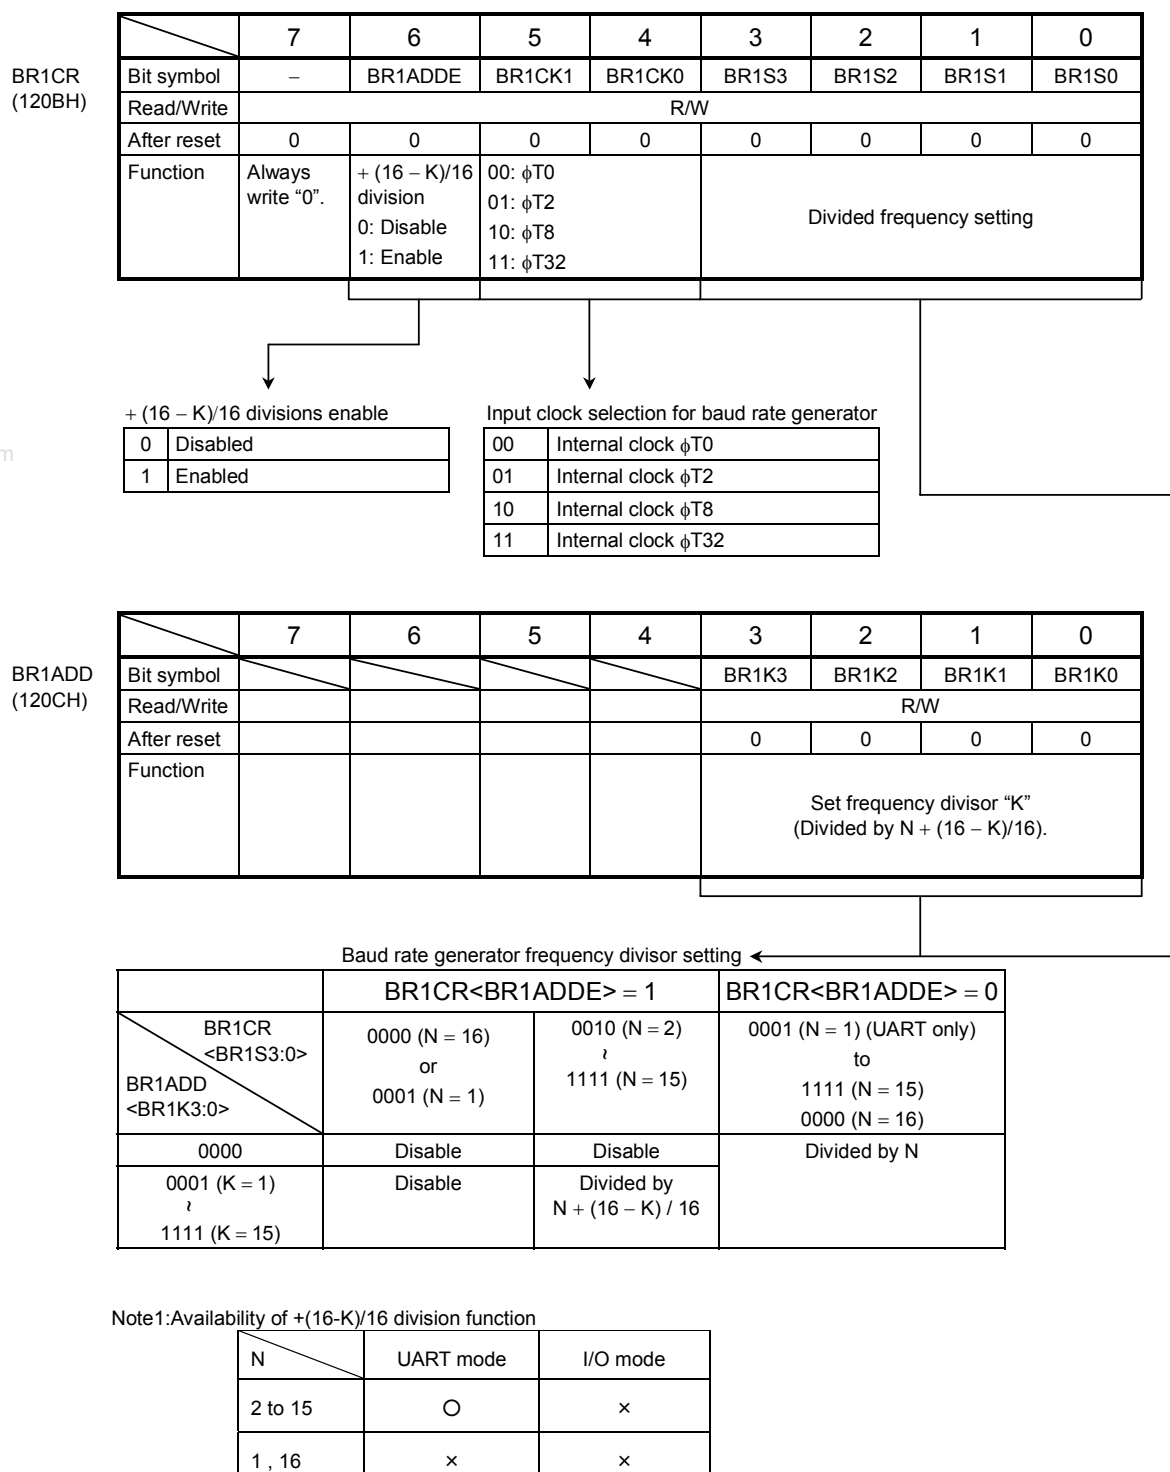 7 6 5 4 3 2 1 0
BR1CR
(120BH)
Bit symbol – BR1ADDE BR1CK1 BR1CK0 BR1S3 BR1S2 BR1S1 BR1S0
Read/Write R/W
After reset 0 0 0 0 0 0 0 0
Function
Always
write “0”.
+ (16 – K)/16
division
0: Disable
1: Enable
00: ϕT0
01: ϕT2
10: ϕT8
11: ϕT32
Divided frequency setting
+ (16 – K)/16 divisions enable
0 Disabled
1 Enabled
Input clock selection for baud rate generator
00 Internal clock ϕT0
01 Internal clock ϕT2
10 Internal clock ϕT8
11 Internal clock ϕT32
m
7 6 5 4 3 2 1 0
BR1ADD
(120CH)
Bit symbol BR1K3 BR1K2 BR1K1 BR1K0
Read/Write R/W
After reset 0 0 0 0
Function
Set frequency divisor “K”
(Divided by N + (16 – K)/16).
Baud rate generator frequency divisor setting
BR1CR<BR1ADDE> = 1 BR1CR<BR1ADDE> = 0
BR1CR
<BR1S3:0>
BR1ADD
<BR1K3:0>
0000 (N = 16)
or
0001 (N = 1)
0010 (N = 2)
~
1111 (N = 15)
0001 (N = 1) (UART only)
to
1111 (N = 15)
0000 (N = 16)
0000 Disable Disable Divided by N
0001 (K = 1)
~
1111 (K = 15)
Disable
Divided by
N + (16 – K) / 16
Note1:Availability of +(16-K)/16 division function
N UART mode I/O mode
2 to 15 ○ ×
1 , 16 × ×